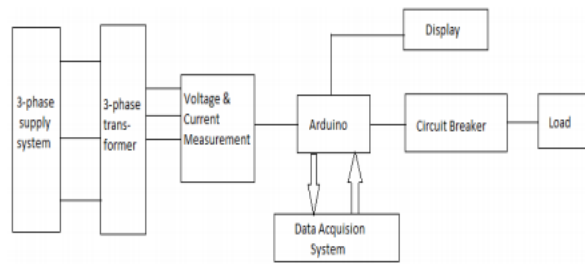 3-phase
supply
system
3-phase
trans-
former
Voltage &
Current
Measurement
Arduino
Display
Circuit Breaker
Load
Data Acquision
System